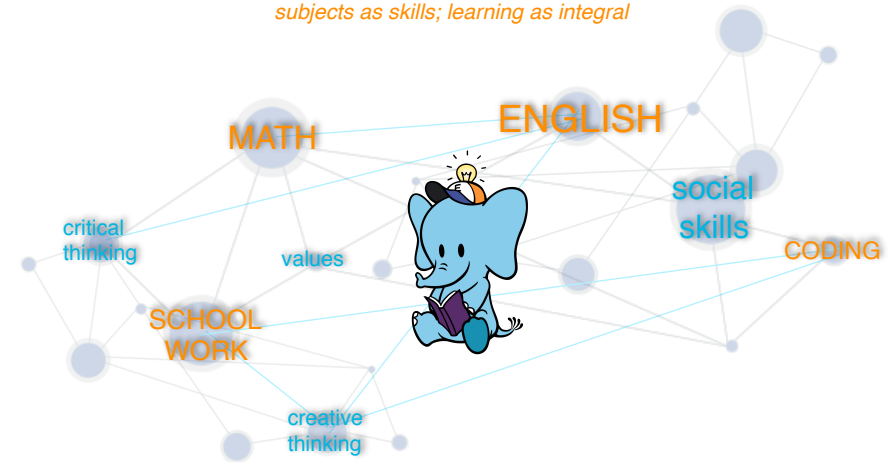 subjects as skills; learning as integral
MATH
ENGLISH
social
skills
critical
thinking
values
CODING
SCHOOL
WORK
creative
thinking
E